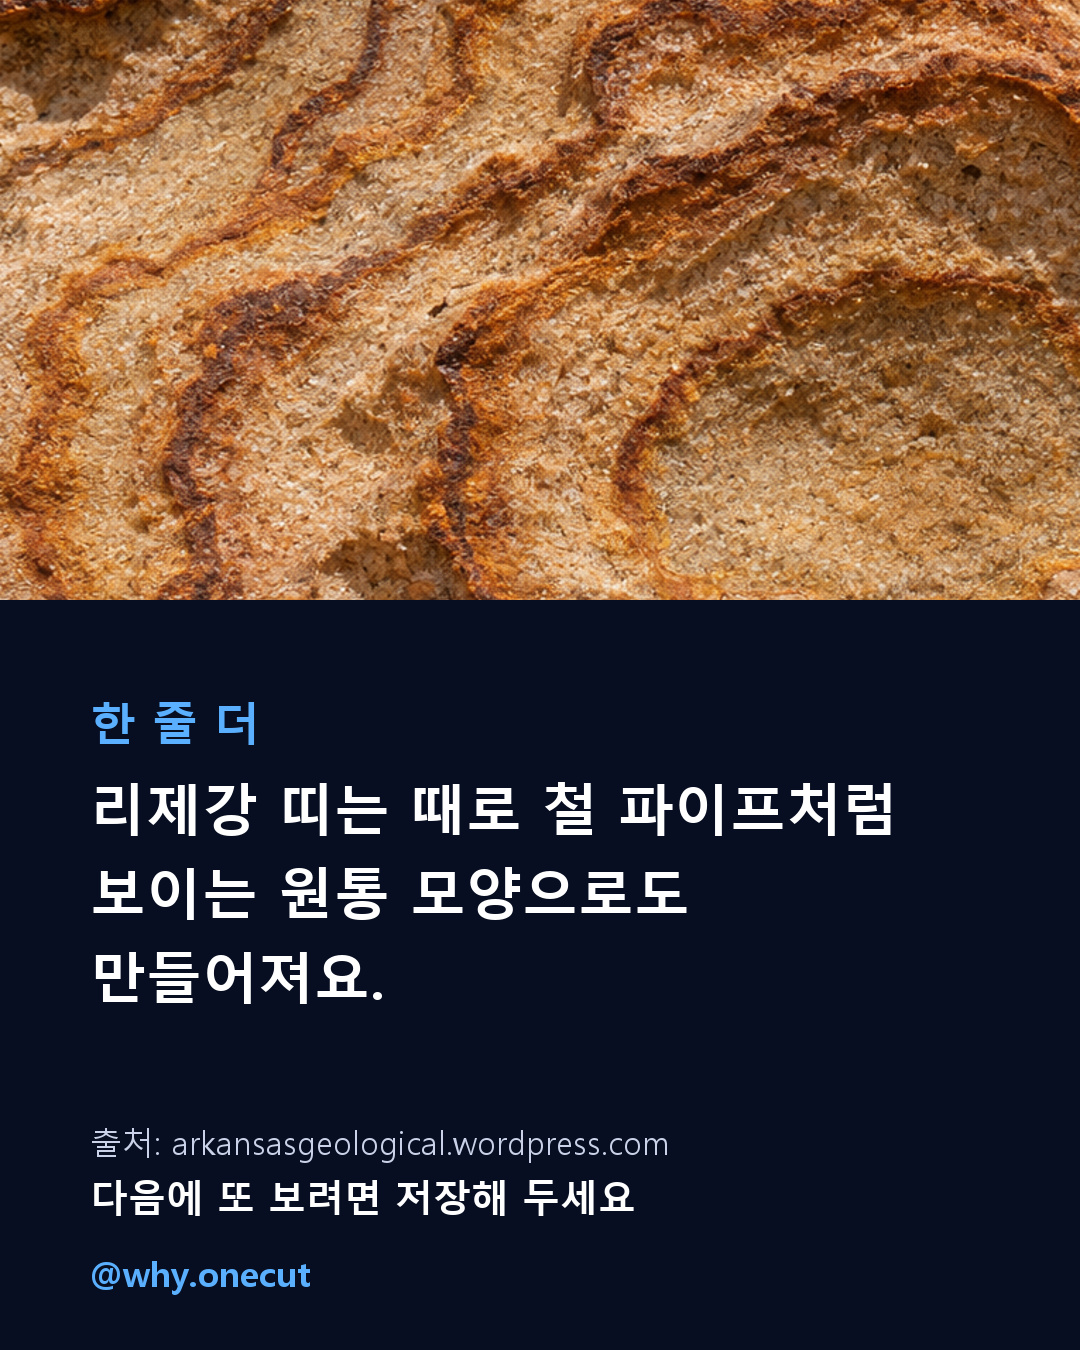 한 줄 더
리제강 띠는 때로 철 파이프처럼
보이는 원통 모양으로도
만들어져요.
출처: arkansasgeological.wordpress.com
다음에 또 보려면 저장해 두세요
@why.onecut